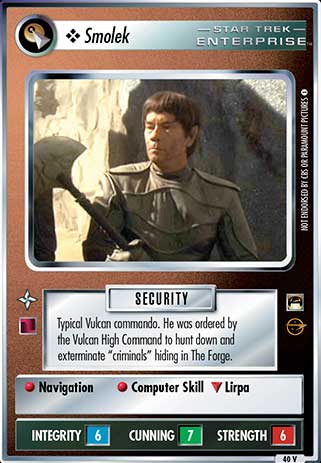 ❖ Smolek
STAR TREK
ENTERPRISE™
NOT ENDORSED BY CBS OR PARAMOUNT PICTURES
SECURITY
Typical Vulcan commando. He was ordered
by the Vulcan High Command to hunt down and
exterminate “criminals” hiding in The Forge.
Navigation Computer Skill Lirpa
INTEGRITY 6 CUNNING 7 STRENGTH 6
40 V